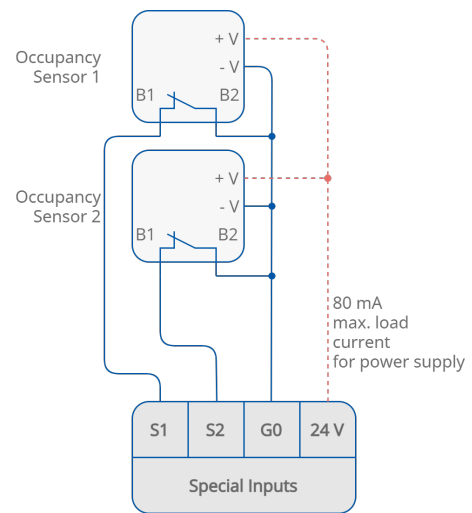 Occupancy
Sensor 1
+ V
- V
B1
B2
Occupancy
Sensor 2
+ V
- V
B1
B2
80 mA
max. load
current
for power supply
S1
S2
G0
24 V
Special Inputs